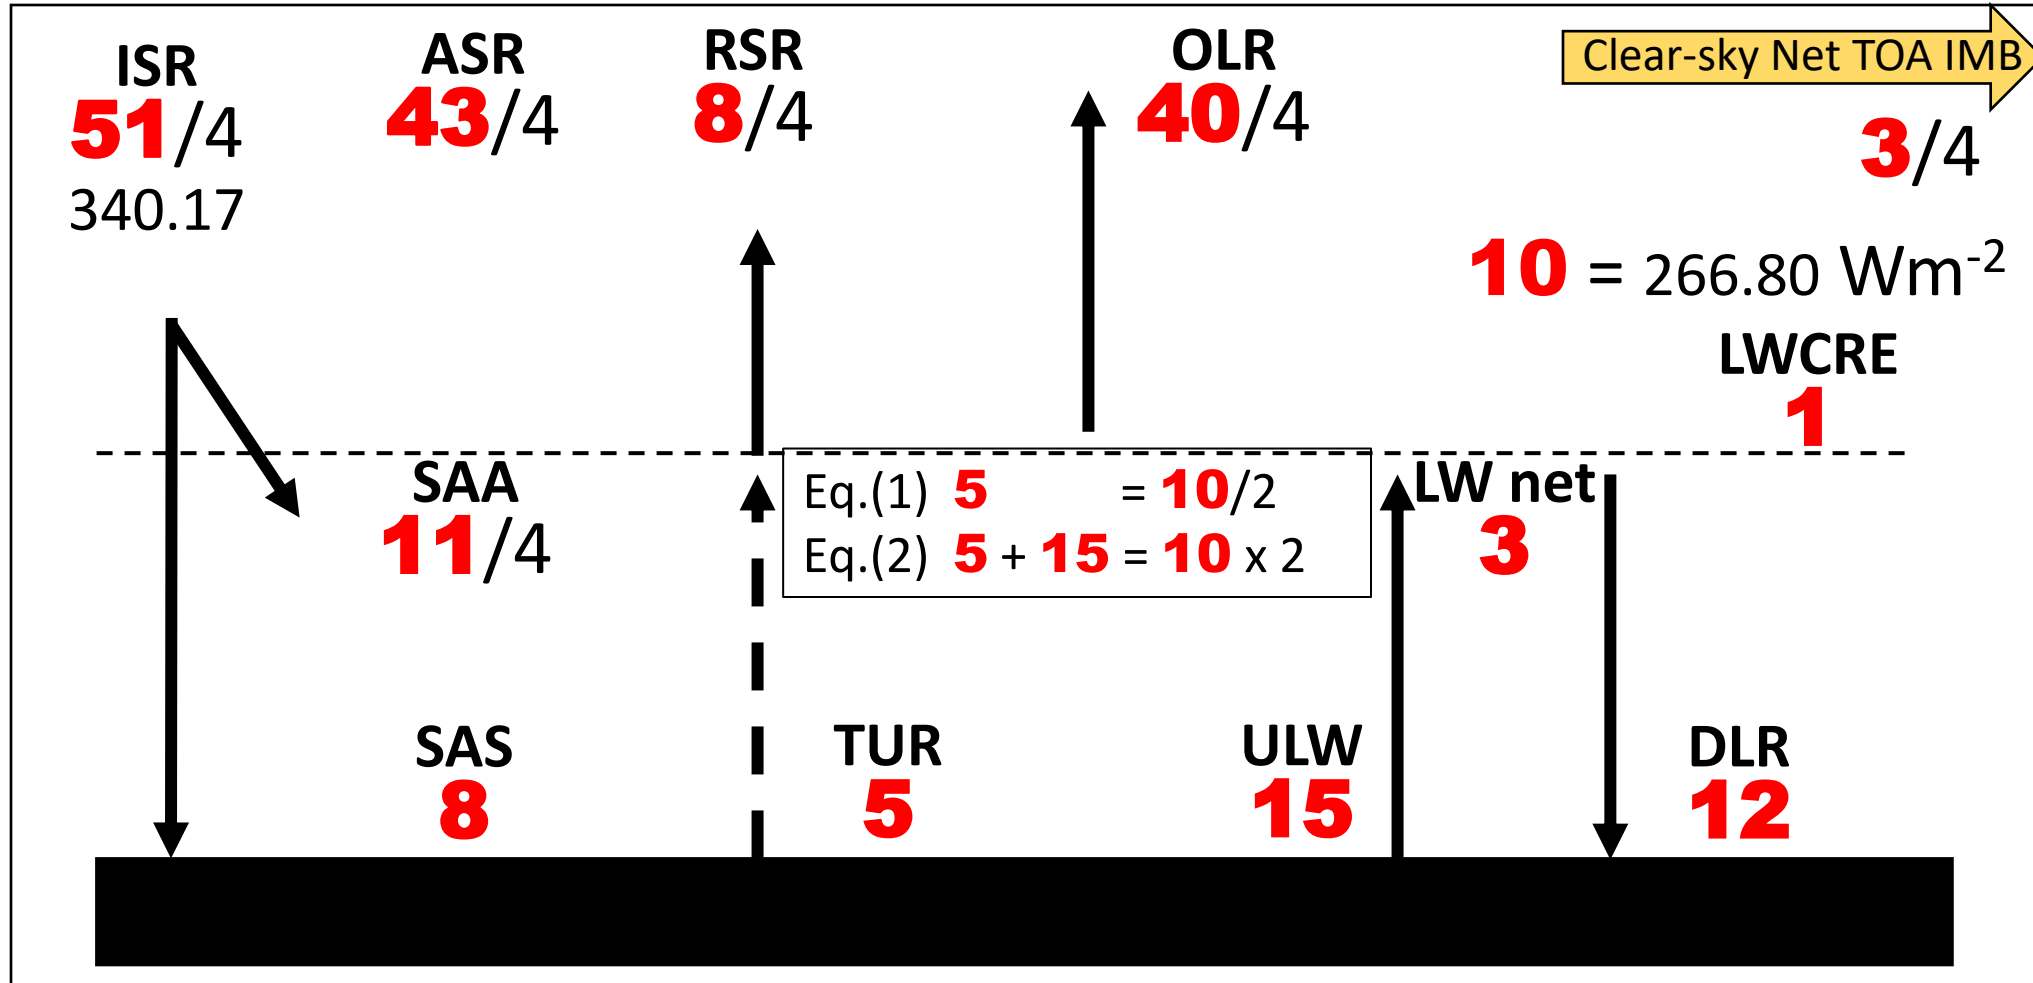 ISR
51/4
340.17
ASR
43/4
RSR
8/4
OLR
40/4
Clear-sky Net TOA IMB
3/4
10 = 266.80 Wm⁻²
LWCRE
1
SAA
11/4
Eq.(1) 5 = 10/2
Eq.(2) 5 + 15 = 10 x 2
LW net
3
SAS
8
TUR
5
ULW
15
DLR
12